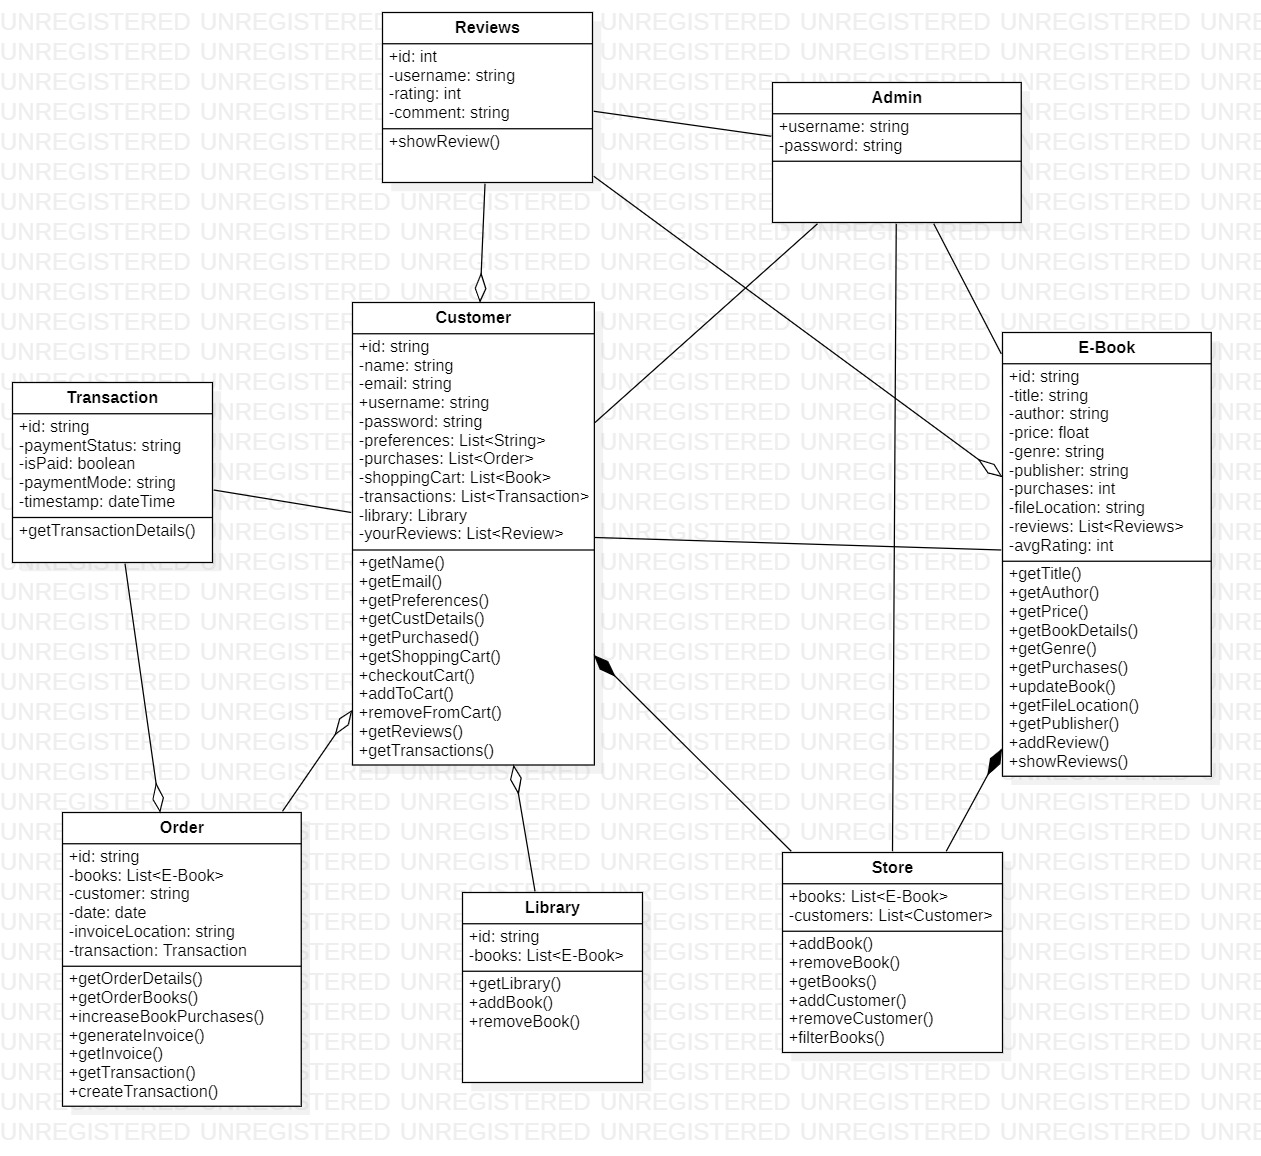 Reviews
+id: int
-username: string
-rating: int
-comment: string
+showReview()
Admin
+username: string
-password: string
Customer
+id: string
-name: string
-email: string
+username: string
-password: string
-preferences: List<String>
-purchases: List<Order>
-shoppingCart: List<Book>
-transactions: List<Transaction>
-library: Library
-yourReviews: List<Review>
+getName()
+getEmail()
+getPreferences()
+getCustDetails()
+getPurchased()
+getShoppingCart()
+checkoutCart()
+addToCart()
+removeFromCart()
+getReviews()
+getTransactions()
E-Book
+id: string
-title: string
-author: string
-price: float
-genre: string
-publisher: string
-purchases: int
-fileLocation: string
-reviews: List<Reviews>
-avgRating: int
+getTitle()
+getAuthor()
+getPrice()
+getBookDetails()
+getGenre()
+getPurchases()
+updateBook()
+getFileLocation()
+getPublisher()
+addReview()
+showReviews()
Transaction
+id: string
-paymentStatus: string
-isPaid: boolean
-paymentMode: string
-timestamp: dateTime
+getTransactionDetails()
Order
+id: string
-books: List<E-Book>
-customer: string
-date: date
-invoiceLocation: string
-transaction: Transaction
+getOrderDetails()
+getOrderBooks()
+increaseBookPurchases()
+generateInvoice()
+getInvoice()
+getTransaction()
+createTransaction()
Library
+id: string
-books: List<E-Book>
+getLibrary()
+addBook()
+removeBook()
Store
+books: List<E-Book>
-customers: List<Customer>
+addBook()
+removeBook()
+getBooks()
+addCustomer()
+removeCustomer()
+filterBooks()
UNREGISTERED